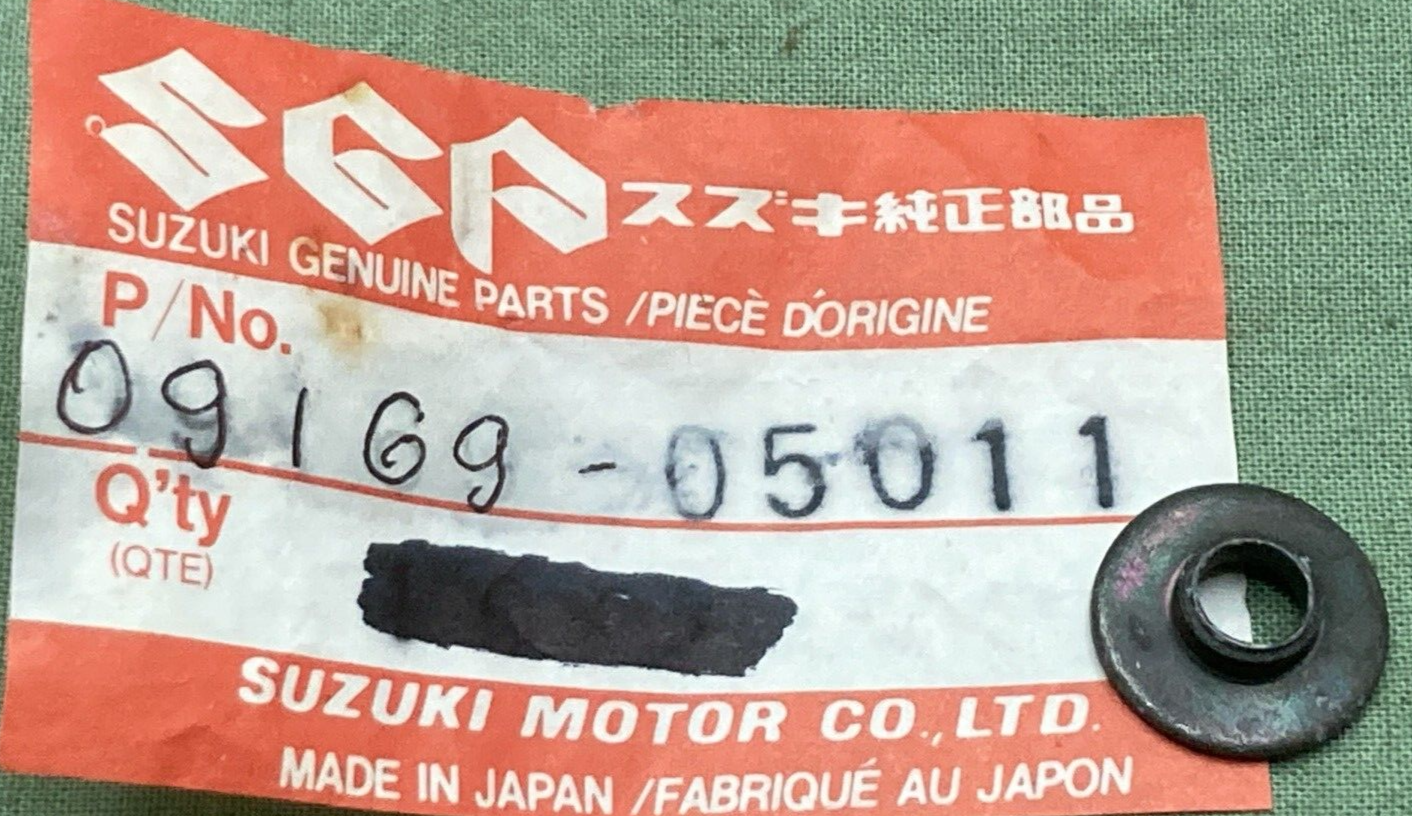 SGP スズキ純正部品
SUZUKI GENUINE PARTS /PIECÈ D'ORIGINE
P/No.
09169-05011
Q'ty
(QTE)
SUZUKI MOTOR CO.,LTD.
MADE IN JAPAN /FABRIQUÉ AU JAPON